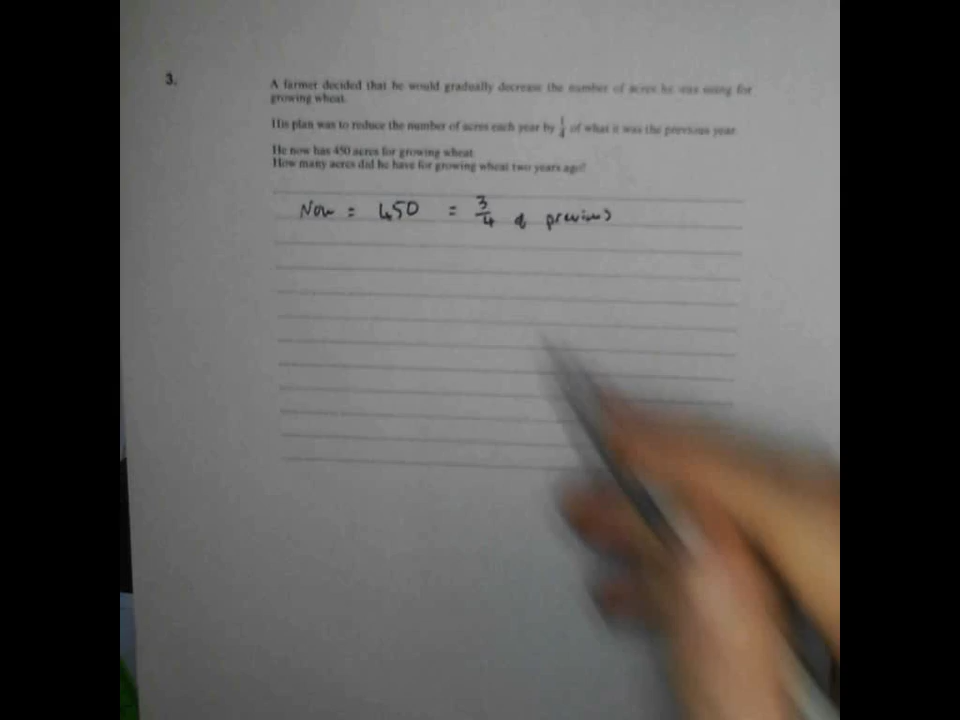 3.
A farmer decided that he would gradually decrease the number of acres he was using for
growing wheat.
His plan was to reduce the number of acres each year by 1/4 of what it was the previous year.
He now has 450 acres for growing wheat.
How many acres did he have for growing wheat two years ago?
Now = 450 = 3/4 of previous